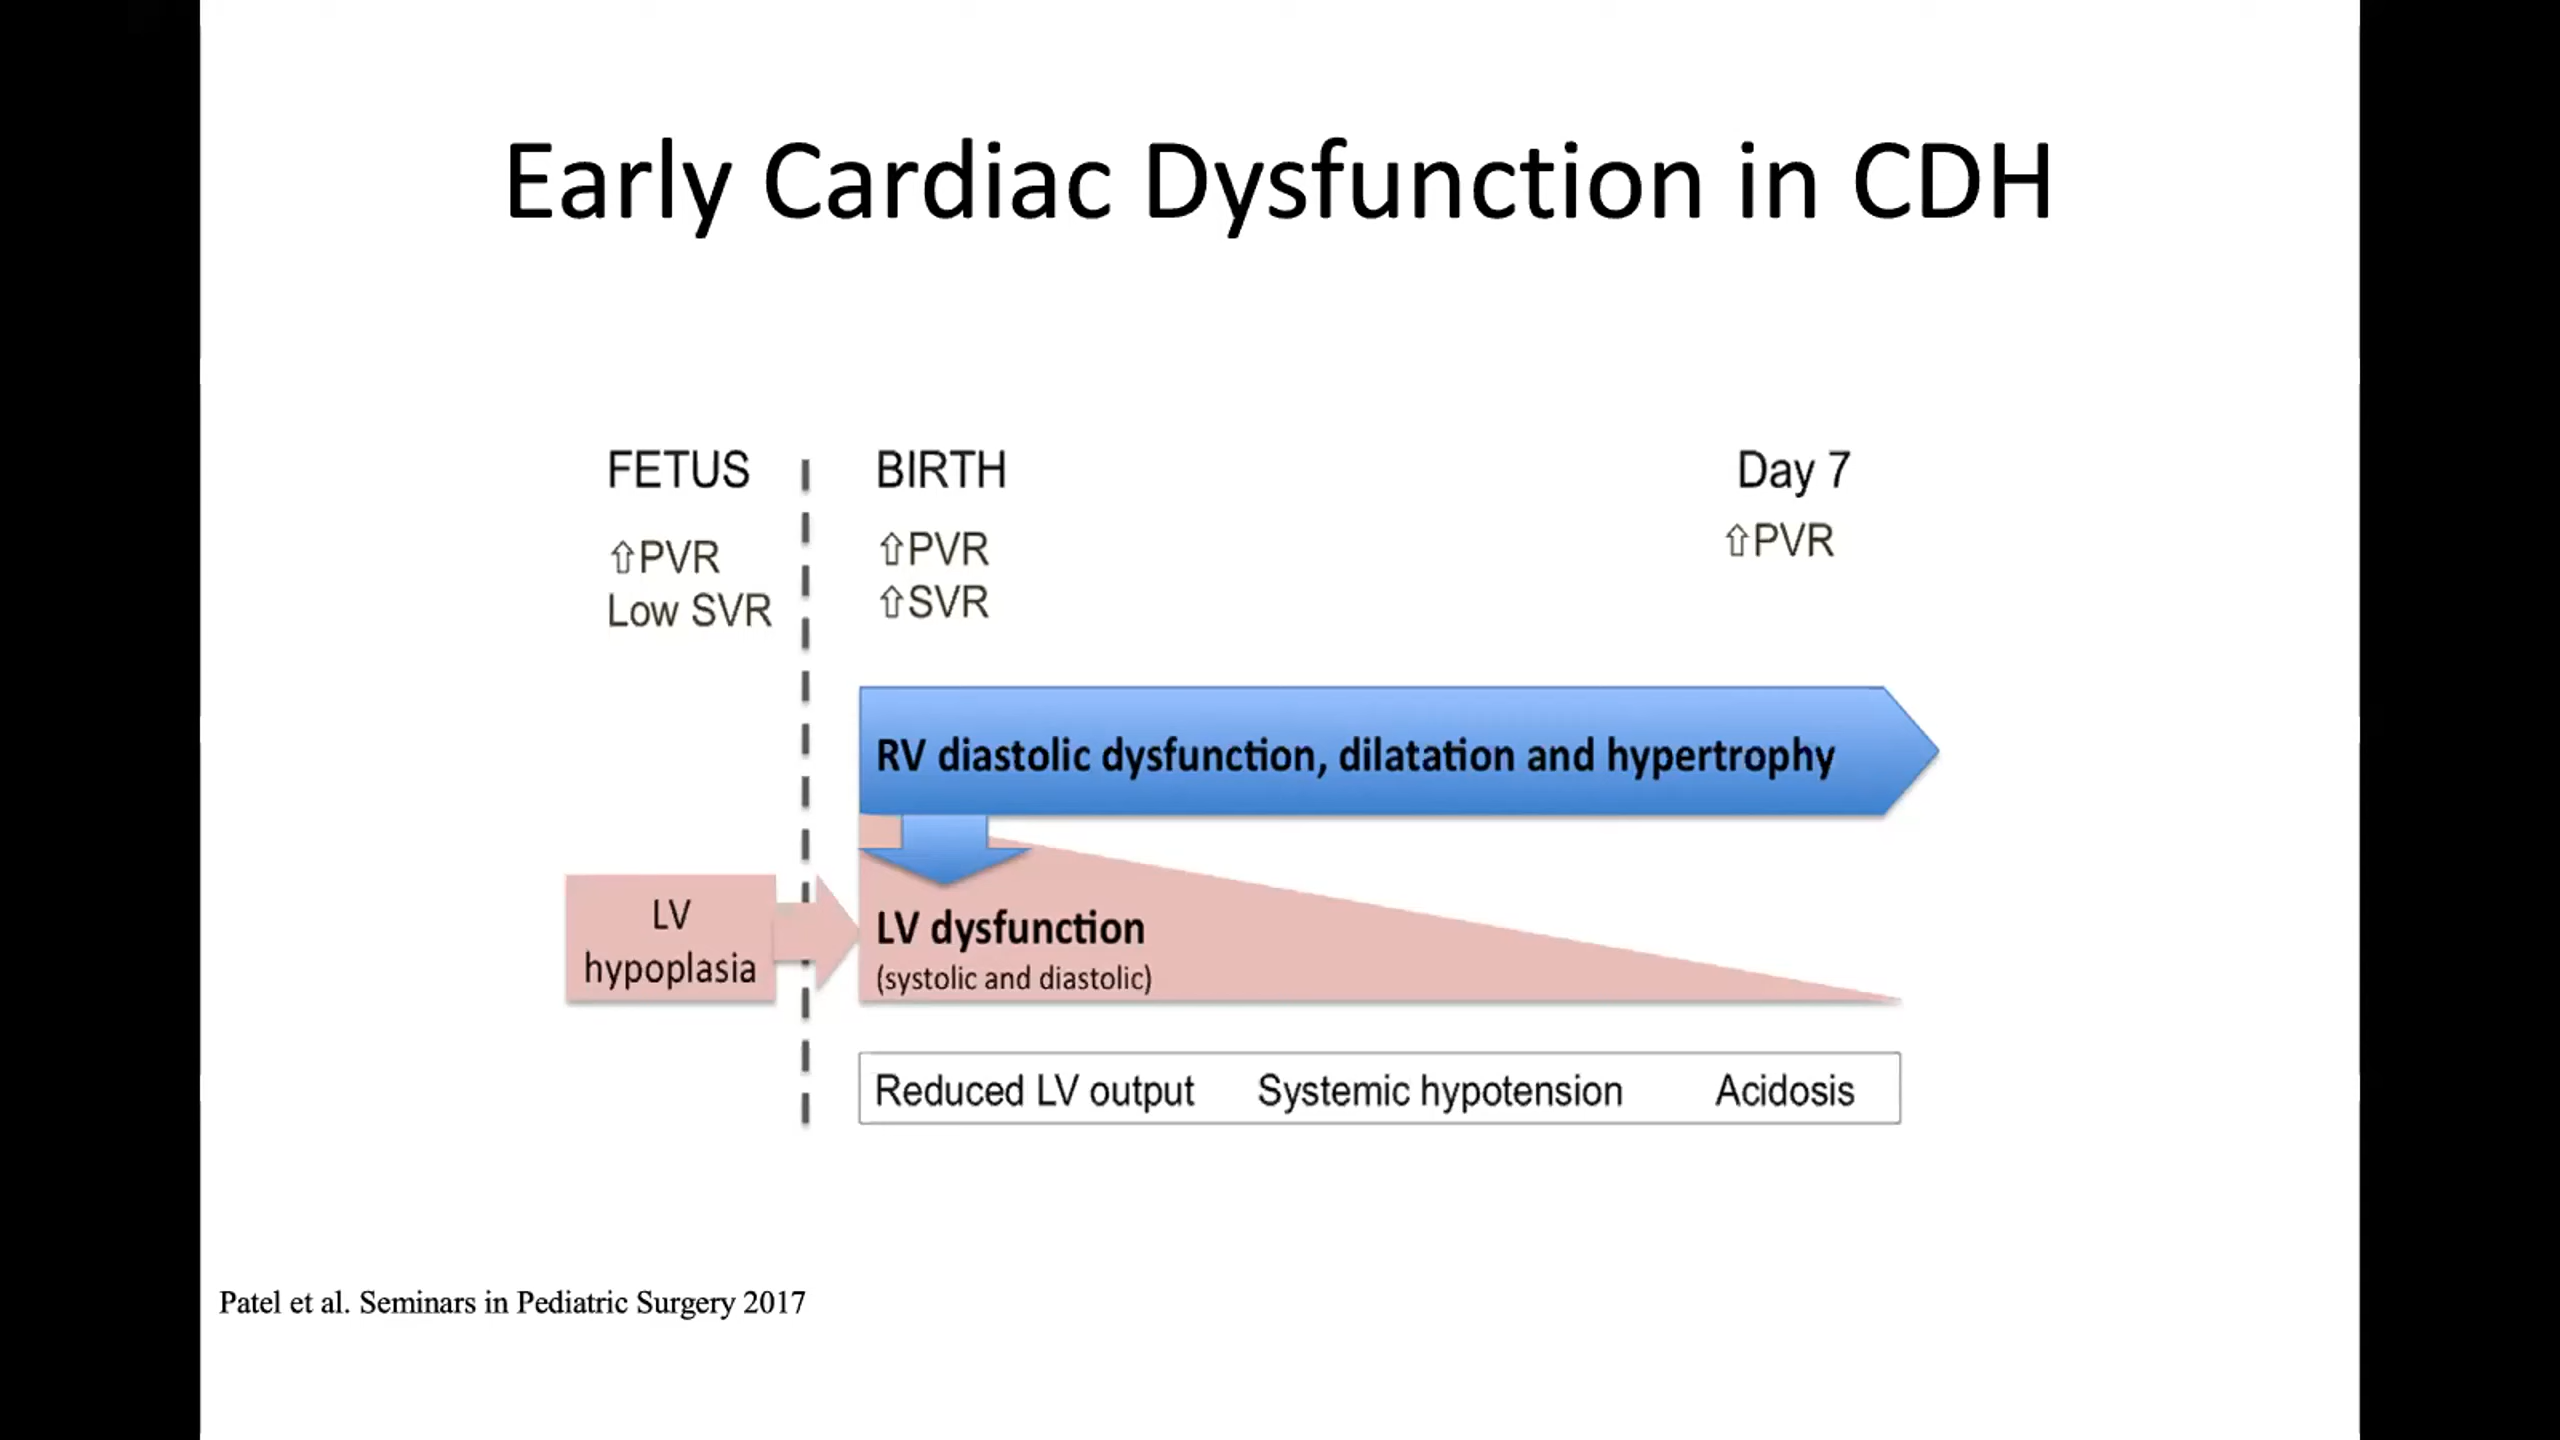 Early Cardiac Dysfunction in CDH
FETUS
⇧PVR
Low SVR
BIRTH
⇧PVR
⇧SVR
Day 7
⇧PVR
RV diastolic dysfunction, dilatation and hypertrophy
LV
hypoplasia
LV dysfunction
(systolic and diastolic)
Reduced LV output Systemic hypotension Acidosis
Patel et al. Seminars in Pediatric Surgery 2017